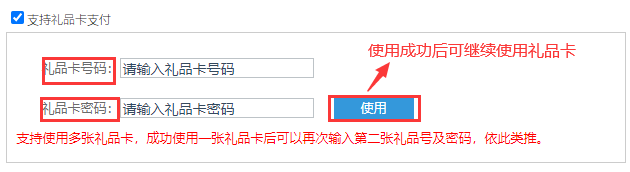 支持礼品卡支付
使用成功后可继续使用礼品卡
礼品卡号码： 请输入礼品卡号码
礼品卡密码： 请输入礼品卡密码 使用
支持使用多张礼品卡，成功使用一张礼品卡后可以再次输入第二张礼品号及密码，依此类推。